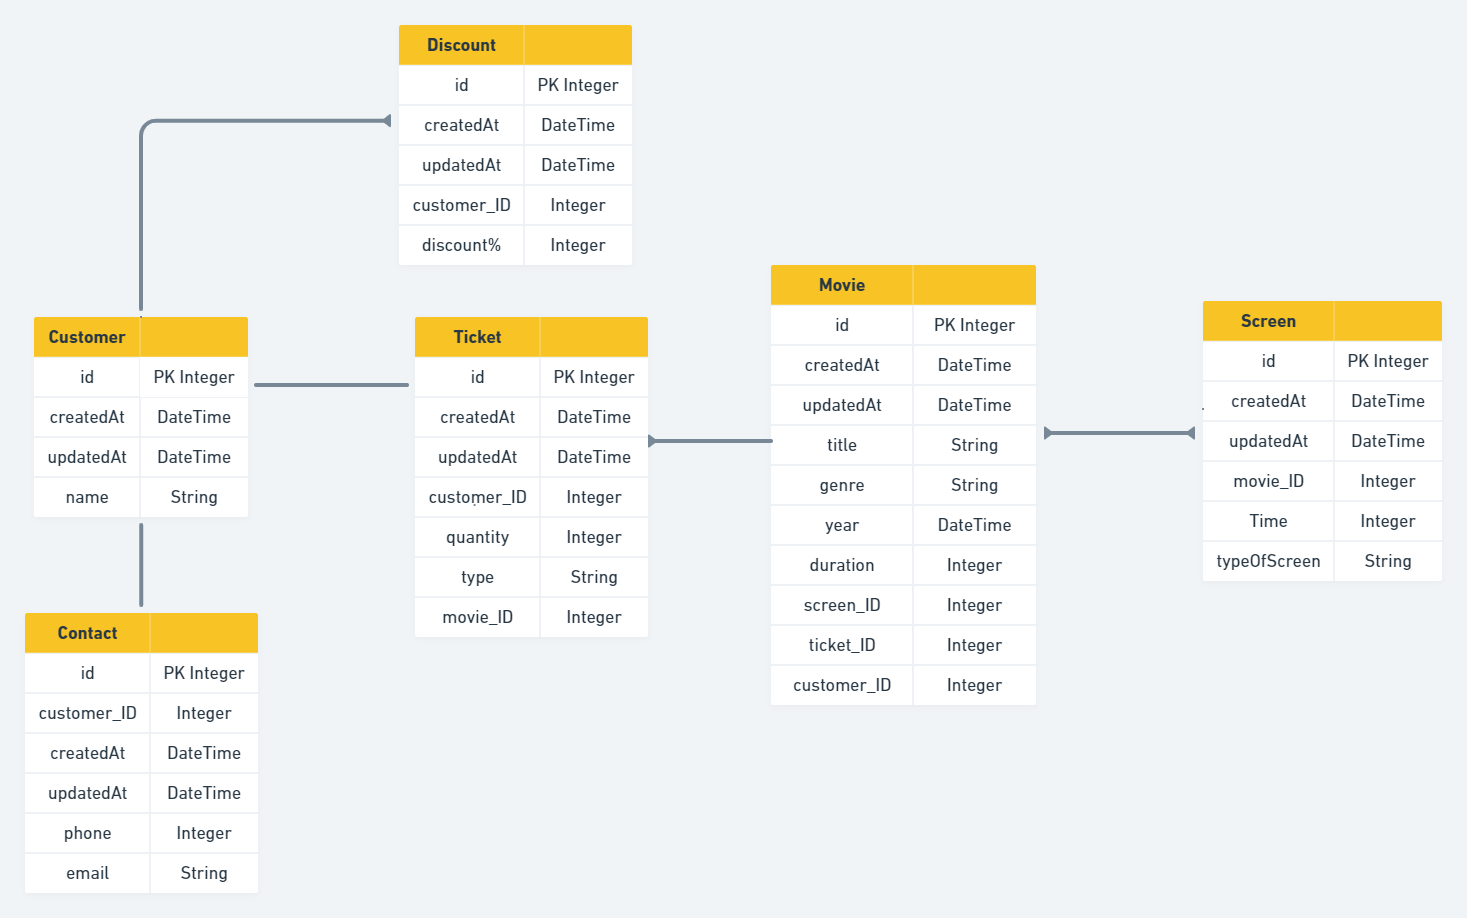 Discount
id PK Integer
createdAt DateTime
updatedAt DateTime
customer_ID Integer
discount% Integer
Customer
id PK Integer
createdAt DateTime
updatedAt DateTime
name String
Ticket
id PK Integer
createdAt DateTime
updatedAt DateTime
customer_ID Integer
quantity Integer
type String
movie_ID Integer
Movie
id PK Integer
createdAt DateTime
updatedAt DateTime
title String
genre String
year DateTime
duration Integer
screen_ID Integer
ticket_ID Integer
customer_ID Integer
Screen
id PK Integer
createdAt DateTime
updatedAt DateTime
movie_ID Integer
Time Integer
typeOfScreen String
Contact
id PK Integer
customer_ID Integer
createdAt DateTime
updatedAt DateTime
phone Integer
email String